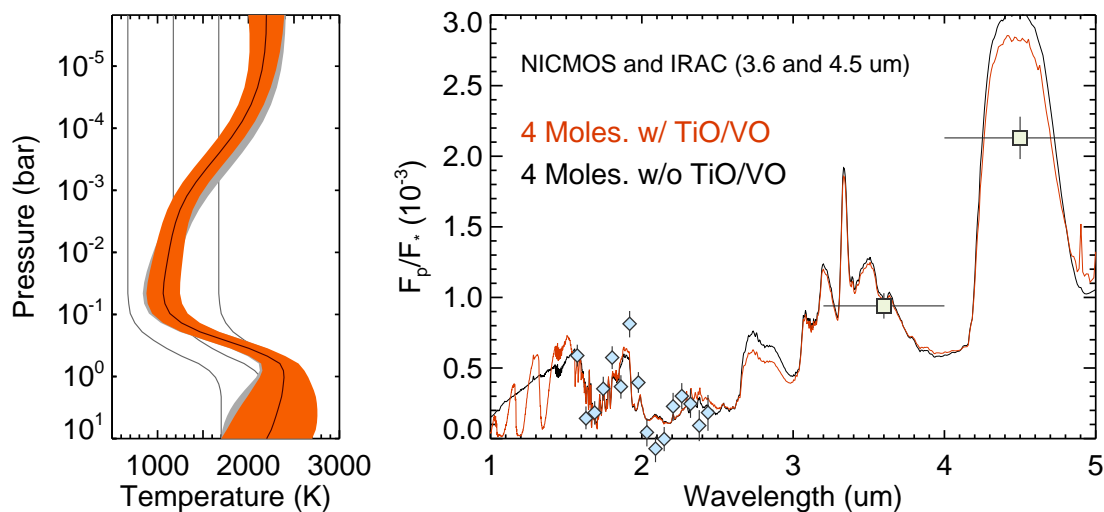 10⁻⁵
10⁻⁴
10⁻³
10⁻²
10⁻¹
10⁰
10¹
Pressure (bar)
1000 2000 3000
Temperature (K)
3.0
2.5
2.0
1.5
1.0
0.5
0.0
Fₚ/F⁎ (10⁻³)
NICMOS and IRAC (3.6 and 4.5 um)
4 Moles. w/ TiO/VO
4 Moles. w/o TiO/VO
1 2 3 4 5
Wavelength (um)